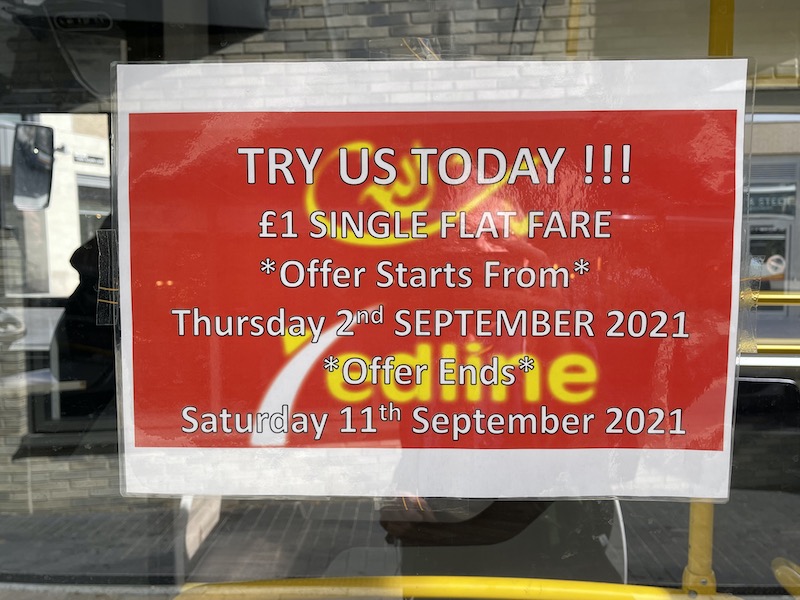 TRY US TODAY !!!
£1 SINGLE FLAT FARE
*Offer Starts From*
Thursday 2nd SEPTEMBER 2021
*Offer Ends*
redline
Saturday 11th September 2021